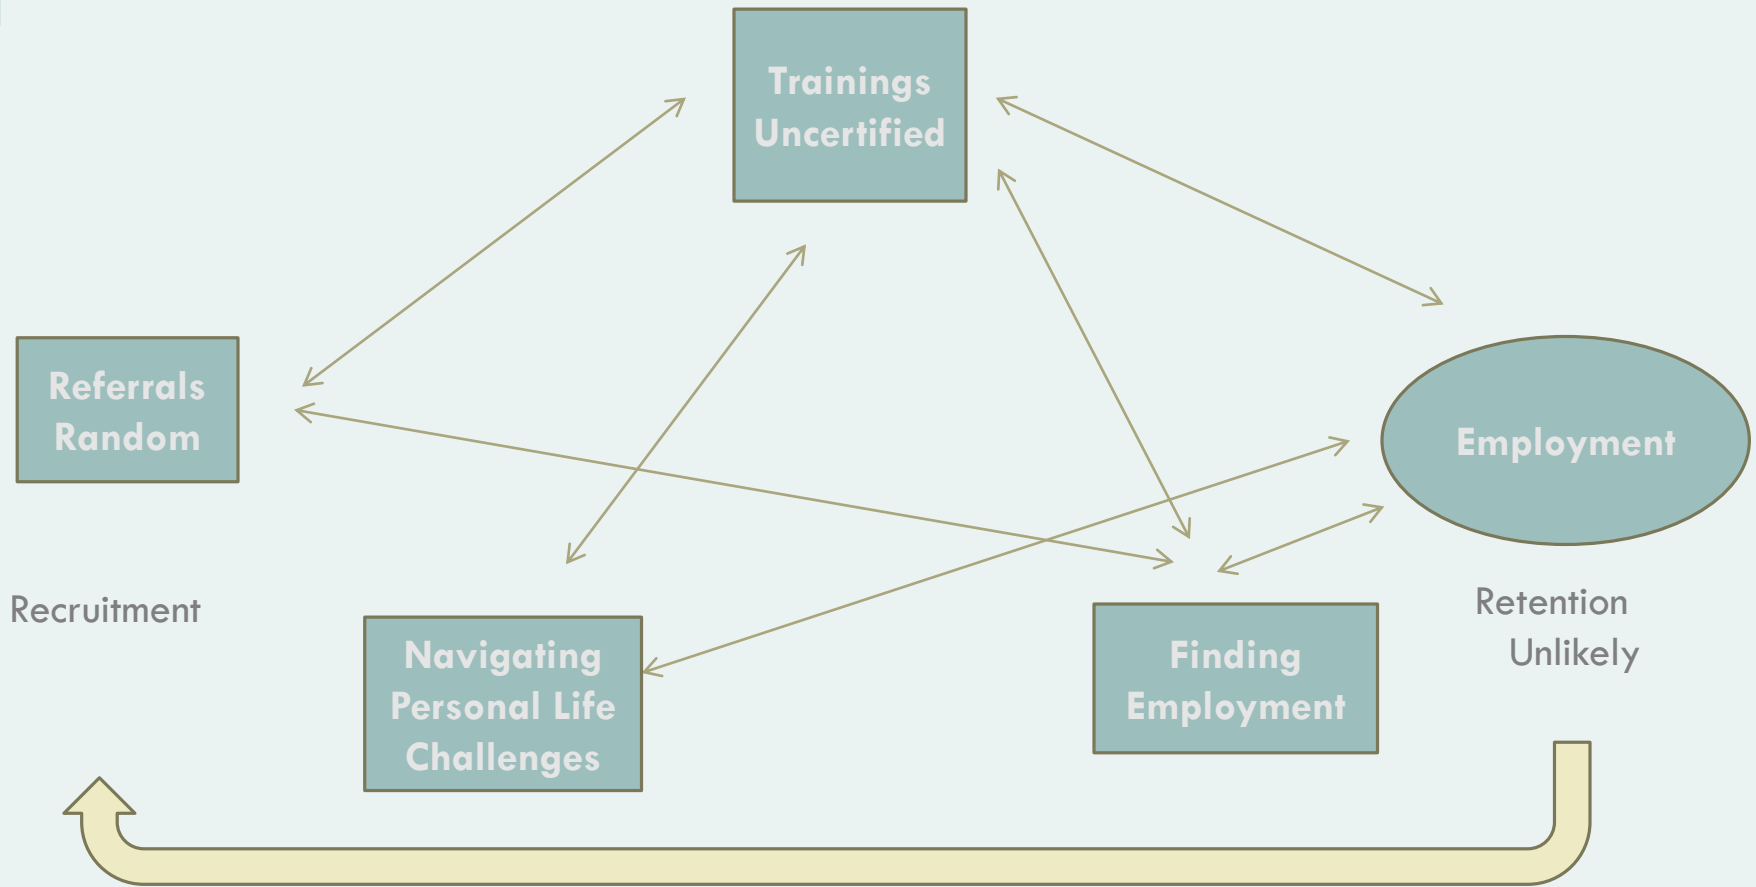 Trainings
Uncertified
Referrals
Random
Employment
Recruitment
Retention
Unlikely
Navigating
Personal Life
Challenges
Finding
Employment